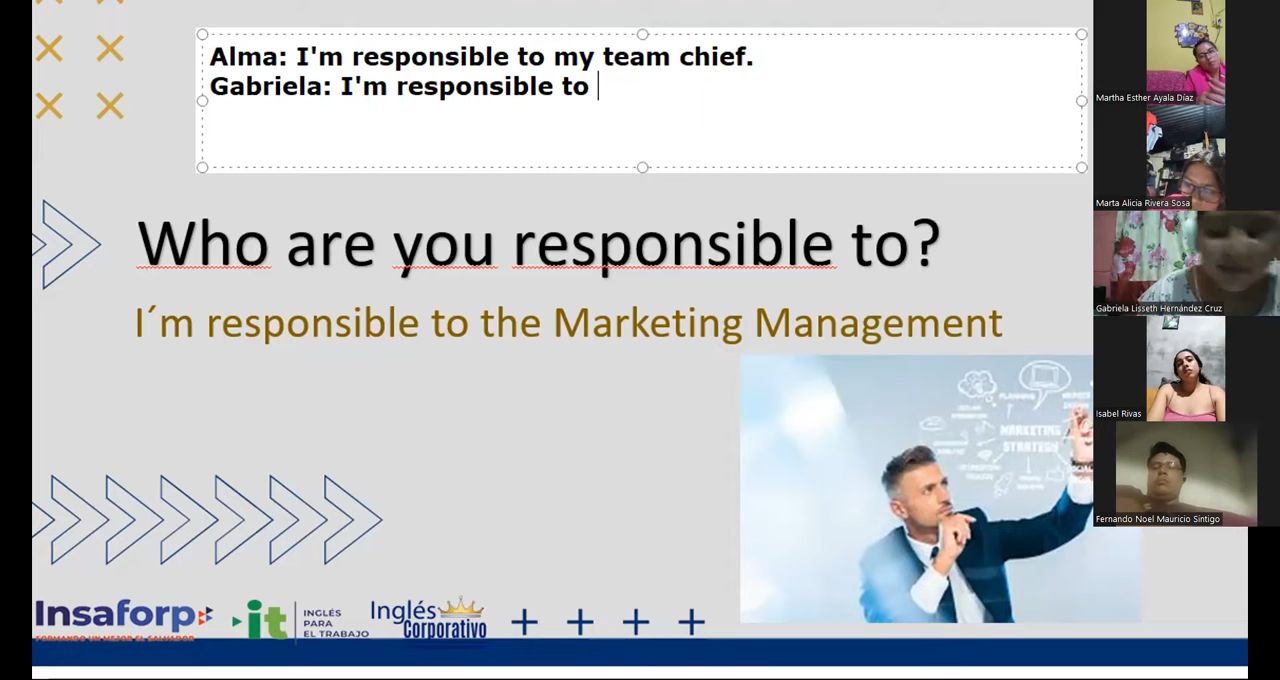 Alma: I'm responsible to my team chief.
Gabriela: I'm responsible to
Who are you responsible to?
I´m responsible to the Marketing Management
MARKETING
STRATEGY
PLANNING
Insaforp
FORMANDO UN MEJOR EL SALVADOR
it
INGLÉS
PARA
EL TRABAJO
Inglés
Corporativo
Martha Esther Ayala Díaz
Marta Alicia Rivera Sosa
Gabriela Lisseth Hernández Cruz
Isabel Rivas
Fernando Noel Mauricio Sintigo